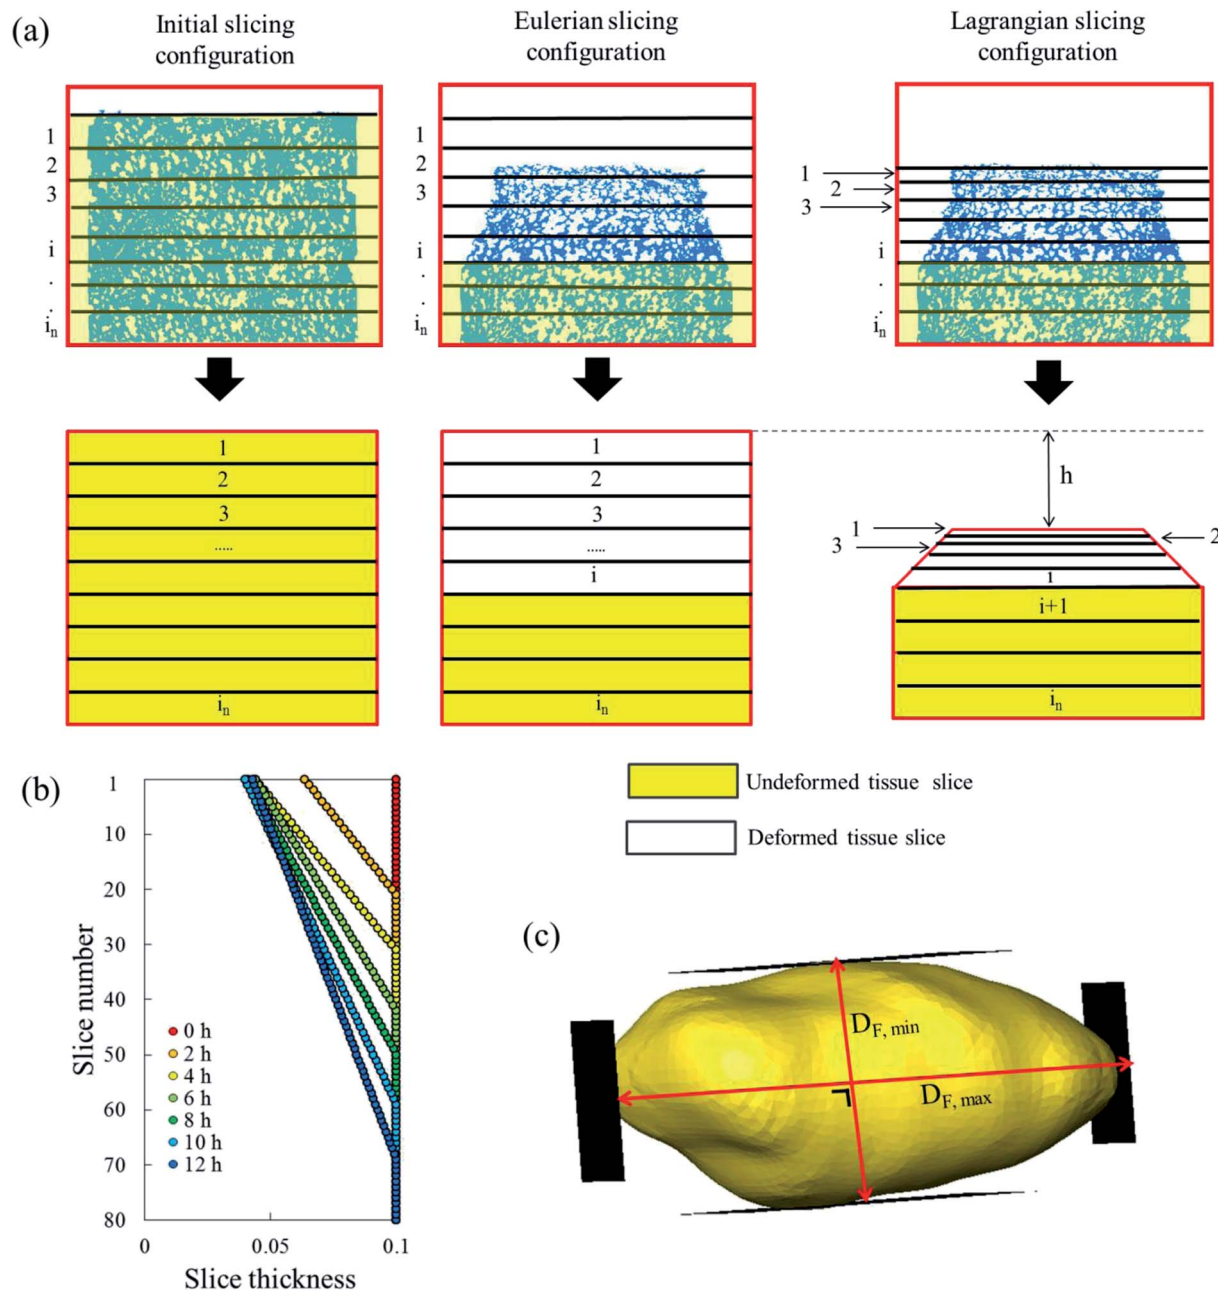 (a)
Initial slicing
configuration
Eulerian slicing
configuration
Lagrangian slicing
configuration
1
2
3
i
.
.
iₙ
1
2
3
i
.
.
iₙ
1
2
3
i
.
.
iₙ
1
2
3
.....
iₙ
1
2
3
.....
i
iₙ
h
1
2
3
i
i+1
iₙ
(b)
Slice number
1
10
20
30
40
50
60
70
80
0 h
2 h
4 h
6 h
8 h
10 h
12 h
0
0.05
0.1
Slice thickness
Undeformed tissue slice
Deformed tissue slice
(c)
D_F, min
D_F, max